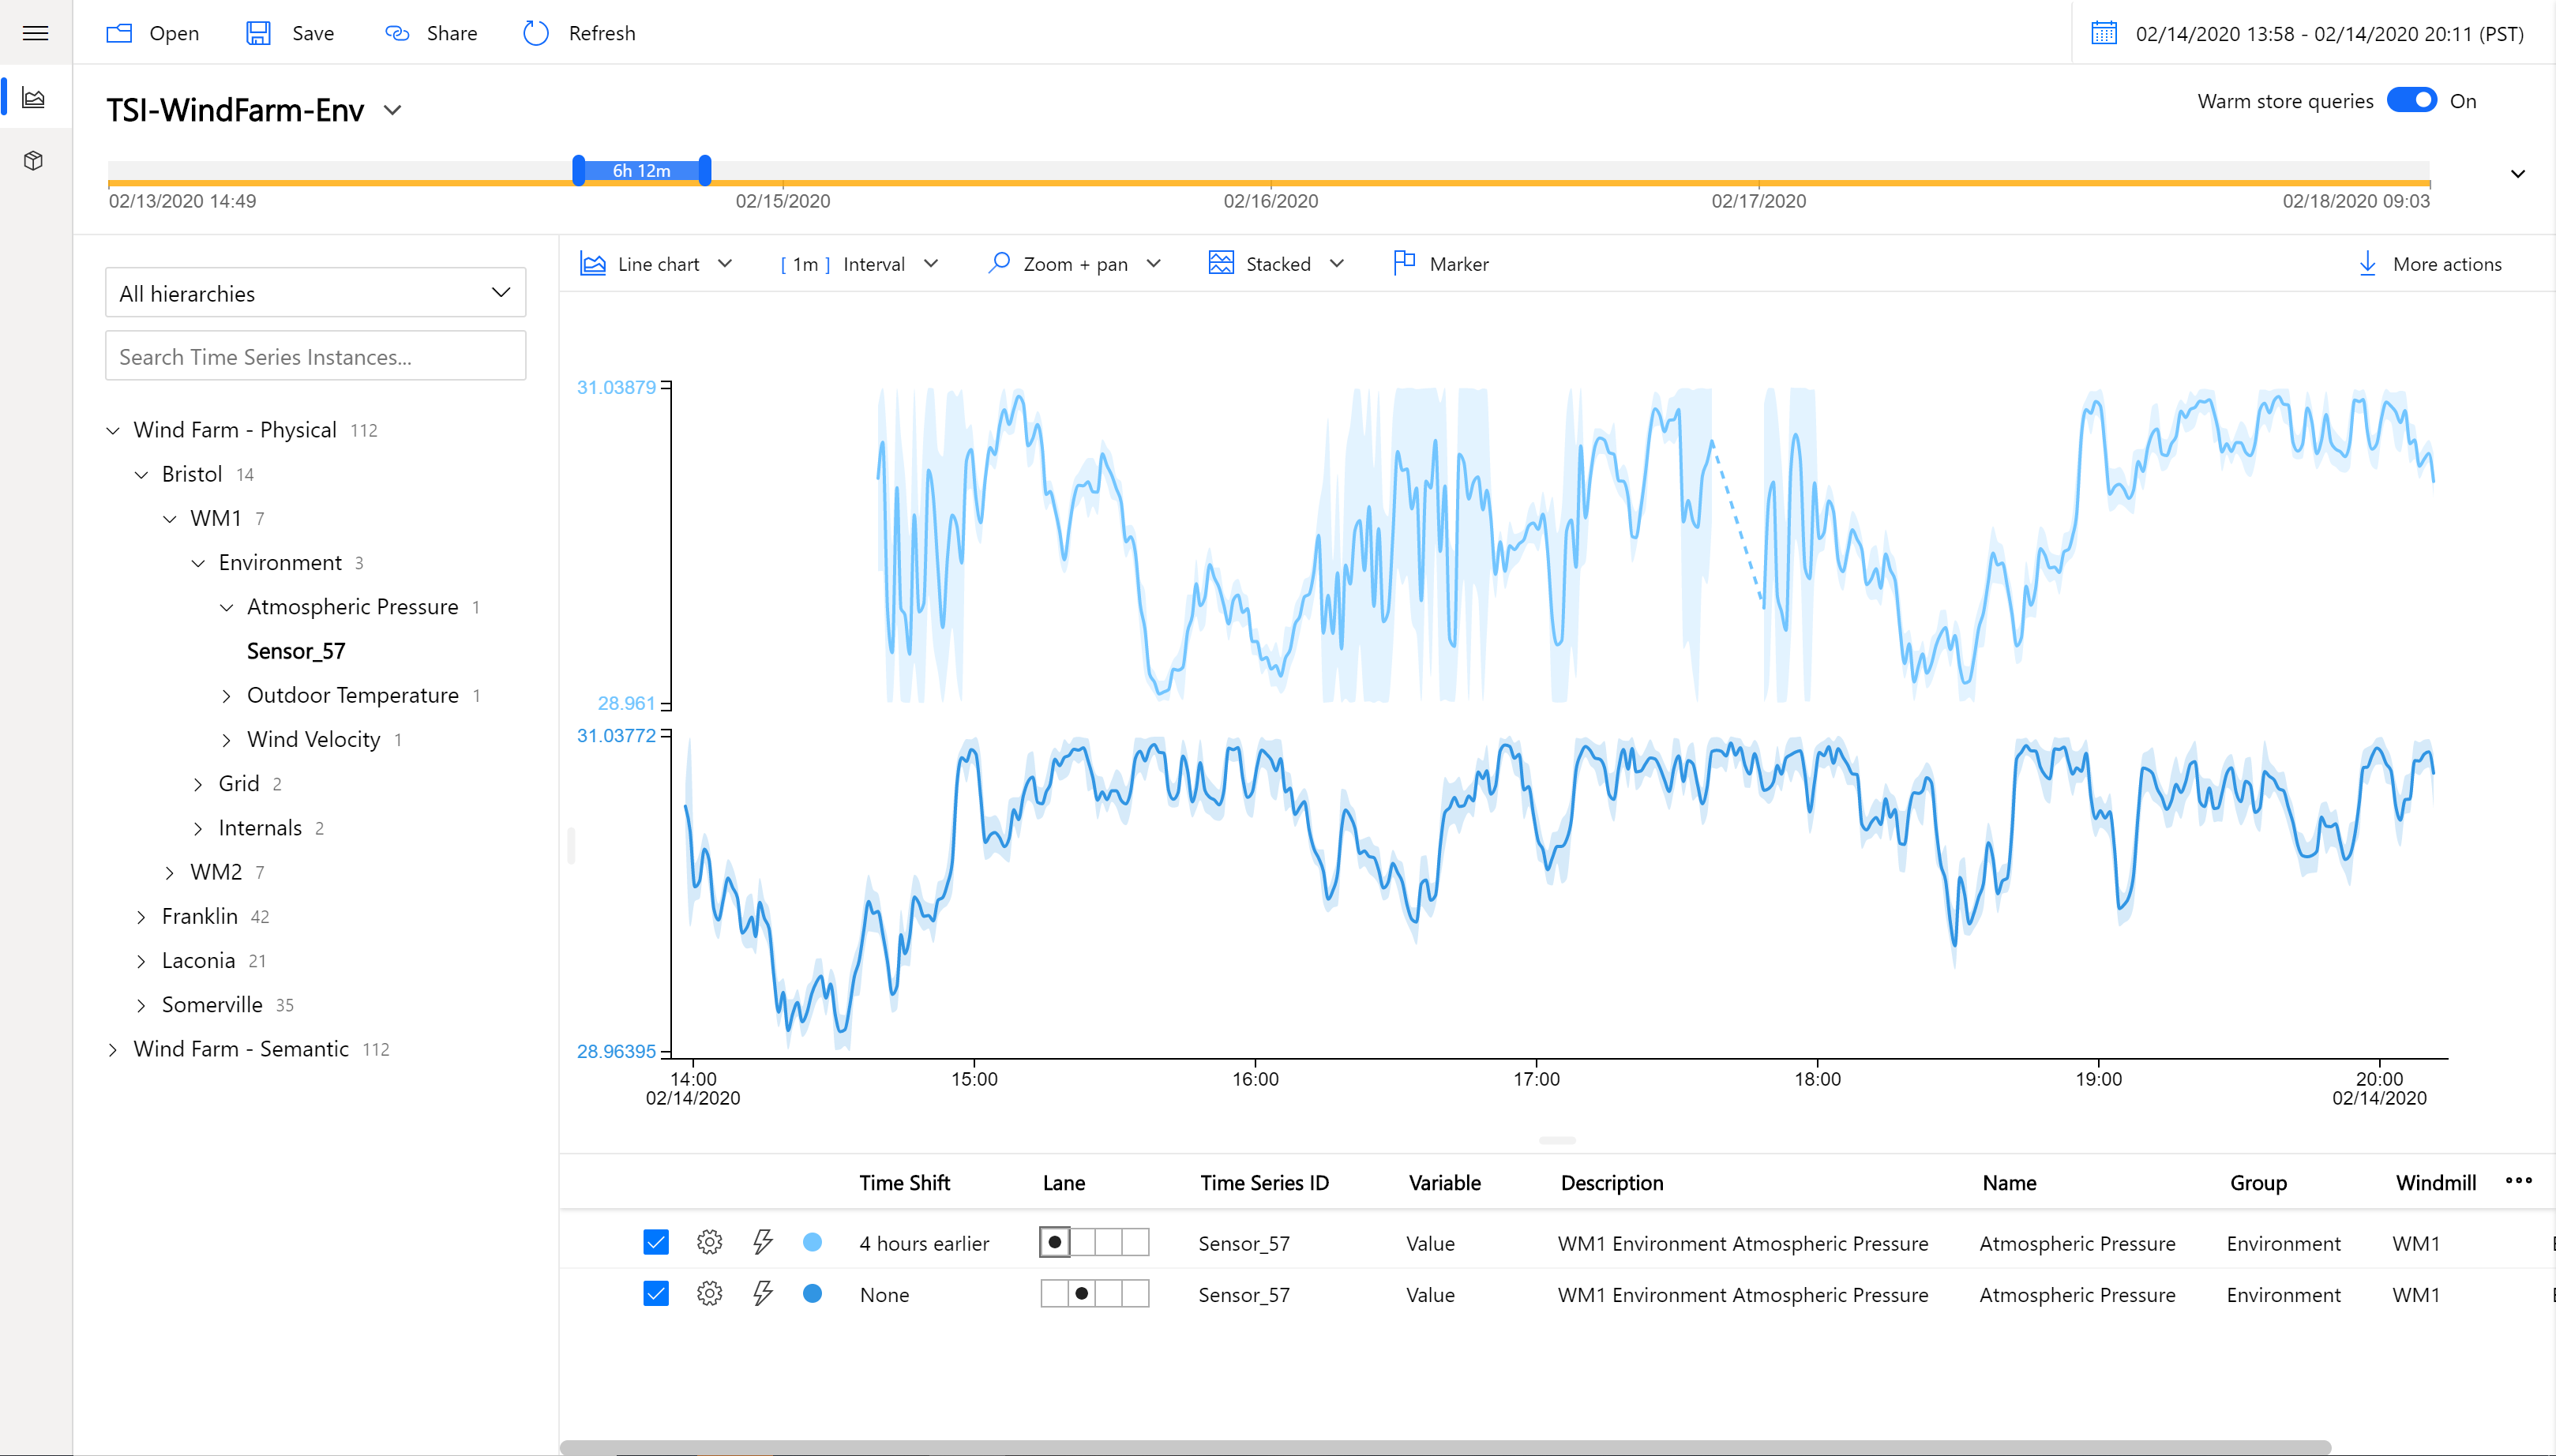 Open Save Share Refresh 02/14/2020 13:58 - 02/14/2020 20:11 (PST)
TSI-WindFarm-Env
Warm store queries On
6h 12m
02/13/2020 14:49 02/15/2020 02/16/2020 02/17/2020 02/18/2020 09:03
Line chart [ 1m ] Interval Zoom + pan Stacked Marker More actions
All hierarchies
Search Time Series Instances...
Wind Farm - Physical 112
Bristol 14
WM1 7
Environment 3
Atmospheric Pressure 1
Sensor_57
Outdoor Temperature 1
Wind Velocity 1
Grid 2
Internals 2
WM2 7
Franklin 42
Laconia 21
Somerville 35
Wind Farm - Semantic 112
31.03879
28.961
31.03772
28.96395
14:00 15:00 16:00 17:00 18:00 19:00 20:00
02/14/2020 02/14/2020
Time Shift Lane Time Series ID Variable Description Name Group Windmill
4 hours earlier Sensor_57 Value WM1 Environment Atmospheric Pressure Atmospheric Pressure Environment WM1
None Sensor_57 Value WM1 Environment Atmospheric Pressure Atmospheric Pressure Environment WM1